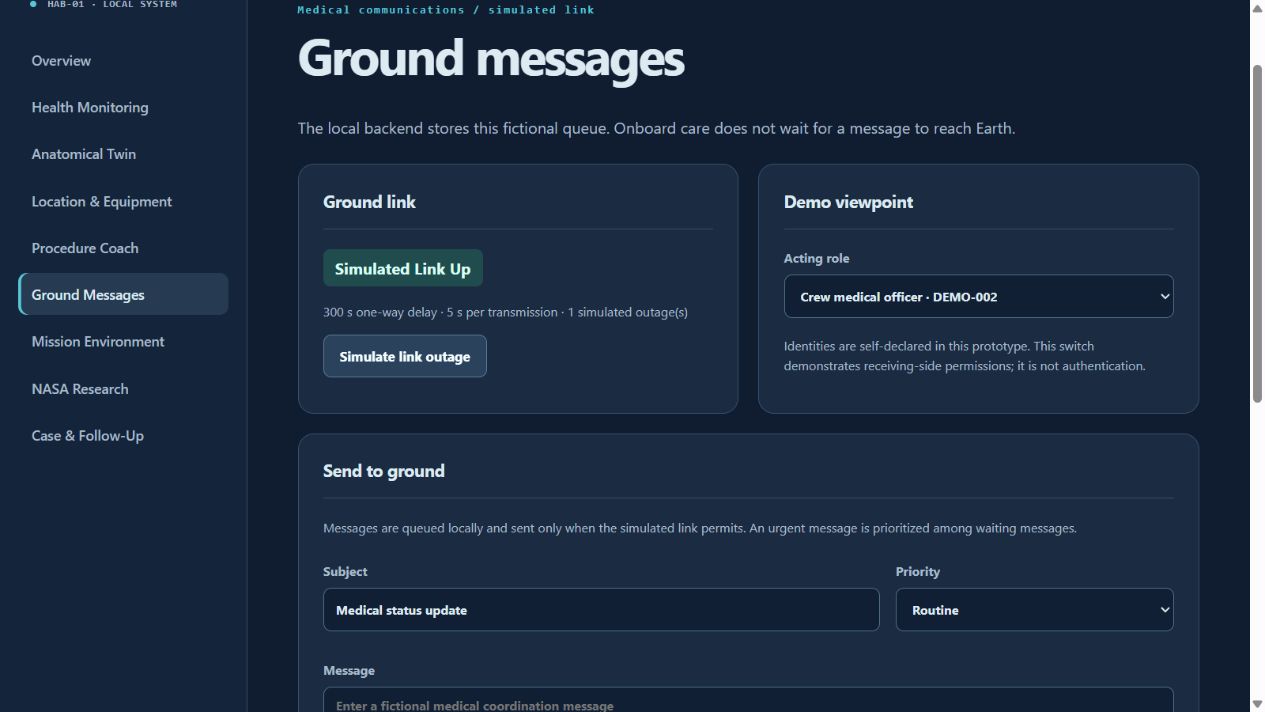 HAB-01 · LOCAL SYSTEM
Overview
Health Monitoring
Anatomical Twin
Location & Equipment
Procedure Coach
Ground Messages
Mission Environment
NASA Research
Case & Follow-Up
Medical communications / simulated link
Ground messages
The local backend stores this fictional queue. Onboard care does not wait for a message to reach Earth.
Ground link
Simulated Link Up
300 s one-way delay · 5 s per transmission · 1 simulated outage(s)
Simulate link outage
Demo viewpoint
Acting role
Crew medical officer · DEMO-002
Identities are self-declared in this prototype. This switch
demonstrates receiving-side permissions; it is not authentication.
Send to ground
Messages are queued locally and sent only when the simulated link permits. An urgent message is prioritized among waiting messages.
Subject
Medical status update
Priority
Routine
Message
Enter a fictional medical coordination message